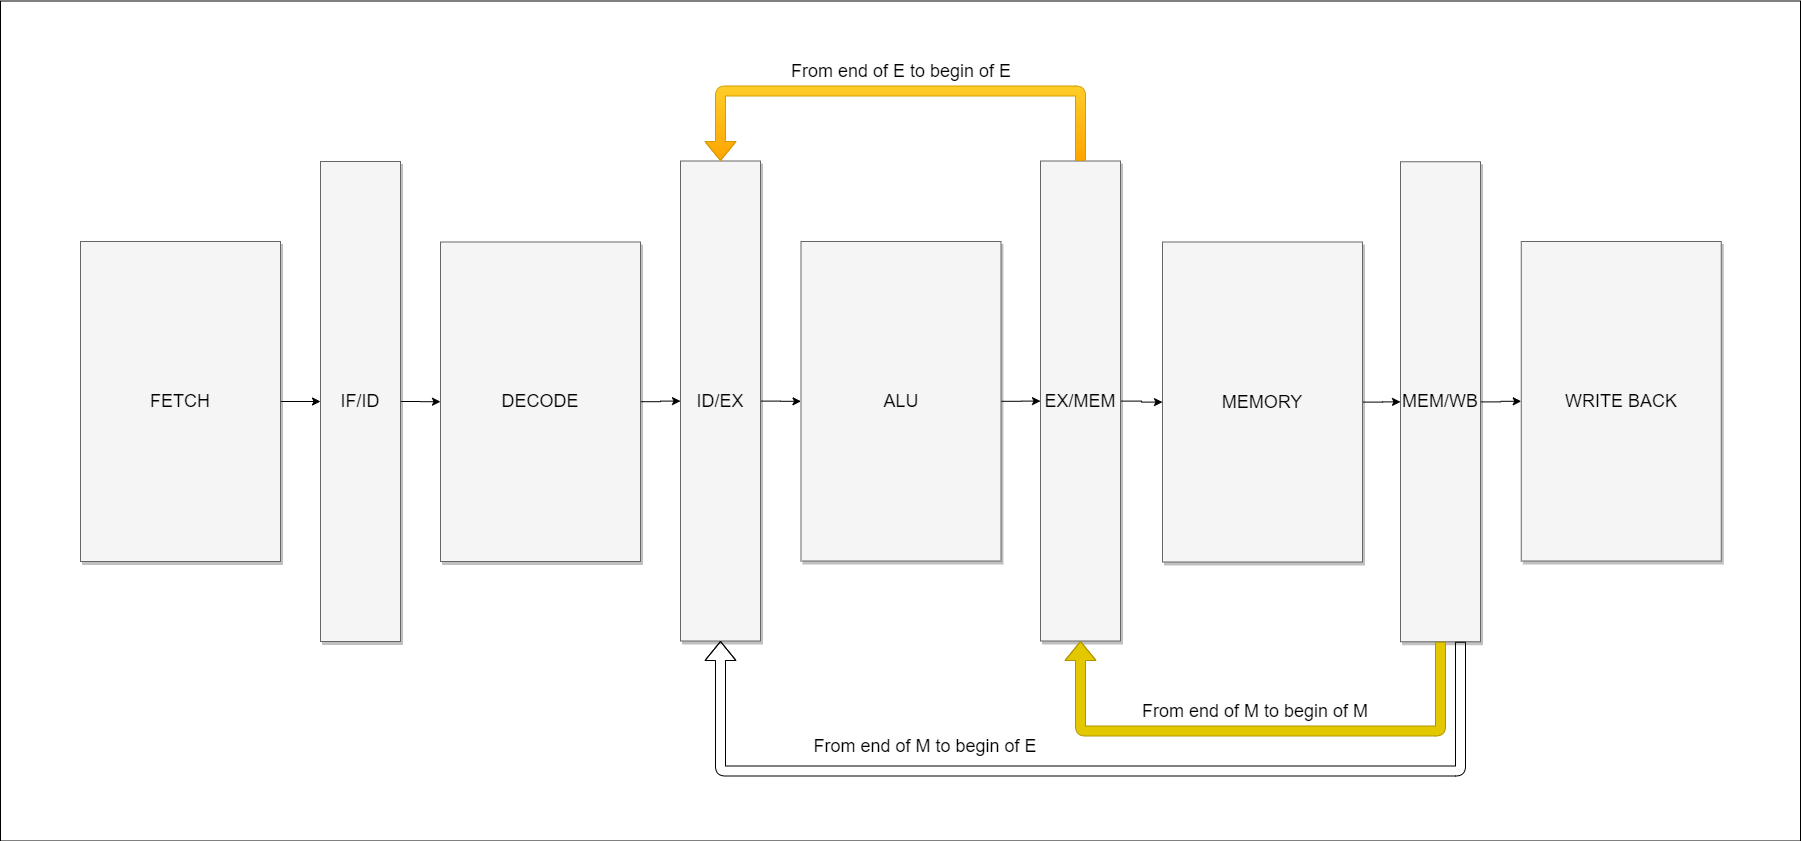 From end of E to begin of E
FETCH
IF/ID
DECODE
ID/EX
ALU
EX/MEM
MEMORY
MEM/WB
WRITE BACK
From end of M to begin of M
From end of M to begin of E